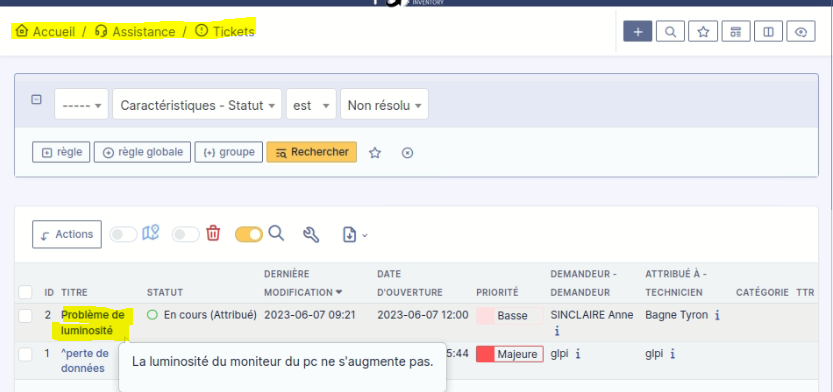 INVENTORY
Accueil / Assistance / Tickets
----- Caractéristiques - Statut est Non résolu
règle règle globale (+) groupe Rechercher
Actions
ID TITRE STATUT DERNIÈRE MODIFICATION DATE D'OUVERTURE PRIORITÉ DEMANDEUR - DEMANDEUR ATTRIBUÉ À - TECHNICIEN CATÉGORIE TTR
2 Problème de luminosité En cours (Attribué) 2023-06-07 09:21 2023-06-07 12:00 Basse SINCLAIRE Anne i Bagne Tyron i
1 ^perte de données 5:44 Majeure glpi i glpi i
La luminosité du moniteur du pc ne s'augmente pas.